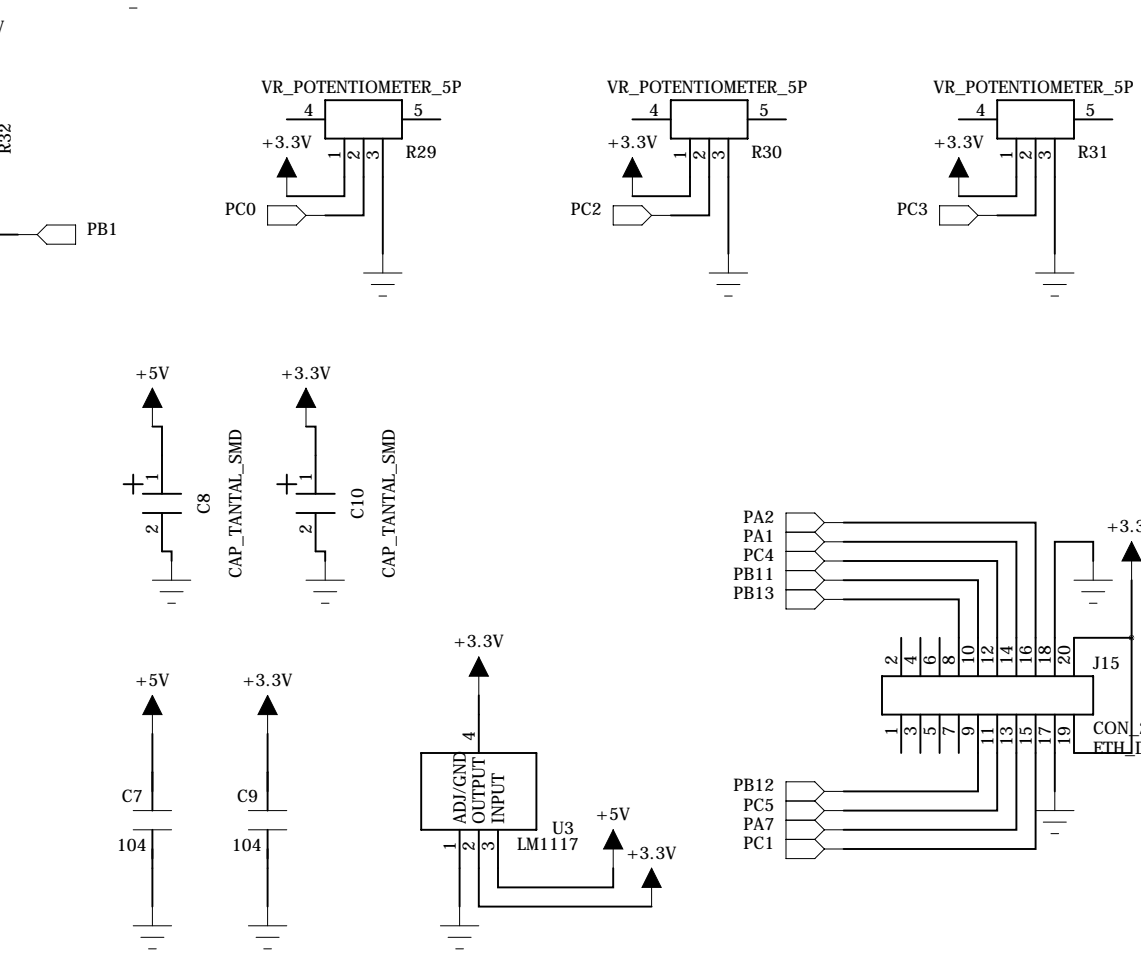 VR_POTENTIOMETER_5P
4
5
+3.3V
1
2
3
R29
PC0
VR_POTENTIOMETER_5P
4
5
+3.3V
1
2
3
R30
PC2
VR_POTENTIOMETER_5P
4
5
+3.3V
1
2
3
R31
PC3
R32
PB1
+5V
1
2
C8
CAP_TANTAL_SMD
+3.3V
1
2
C10
CAP_TANTAL_SMD
PA2
PA1
PC4
PB11
PB13
+3.3
2
4
6
8
10
12
14
16
18
20
J15
1
3
5
7
9
11
13
15
17
19
CON_
ETH_
PB12
PC5
PA7
PC1
+5V
C7
104
+3.3V
C9
104
+3.3V
4
ADJ/GND
OUTPUT
INPUT
1
2
3
U3
LM1117
+5V
+3.3V